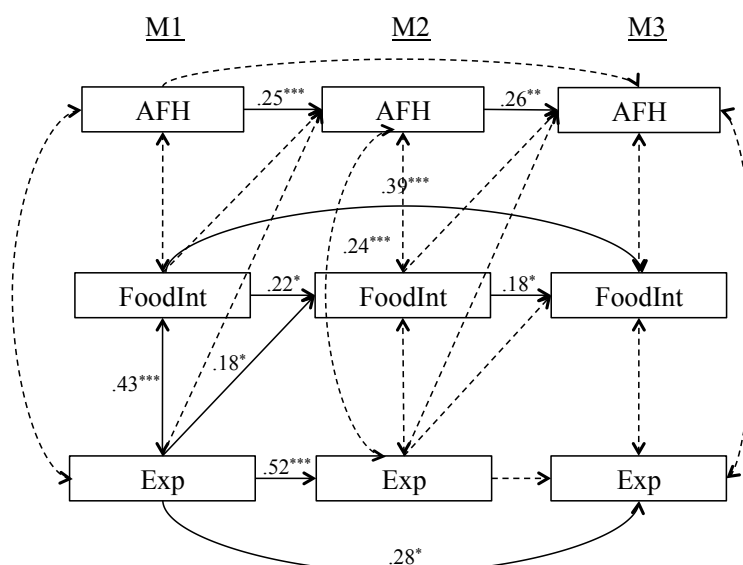 M1 M2 M3
AFH .25*** AFH .26** AFH
.39***
.24***
FoodInt .22* FoodInt .18* FoodInt
.43*** .18*
Exp .52*** Exp Exp
.28*